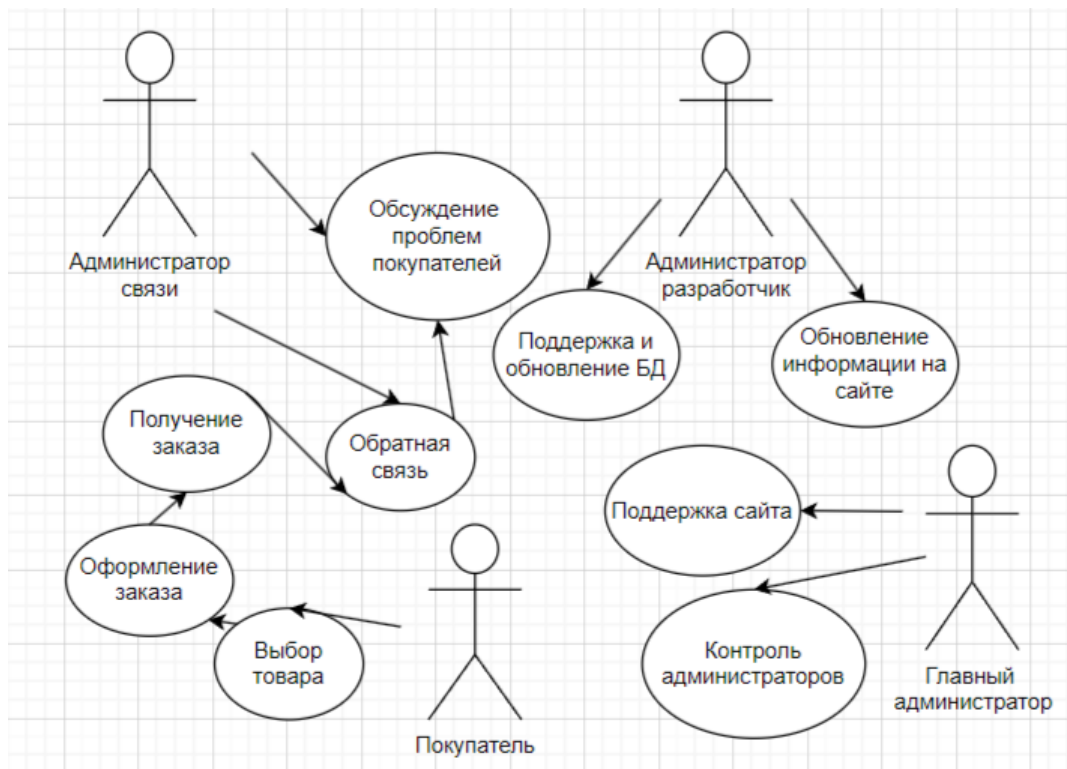 Администратор
связи
Обсуждение
проблем
покупателей
Администратор
разработчик
Поддержка и
обновление БД
Обновление
информации на
сайте
Получение
заказа
Обратная
связь
Поддержка сайта
Оформление
заказа
Выбор
товара
Контроль
администраторов
Главный
администратор
Покупатель